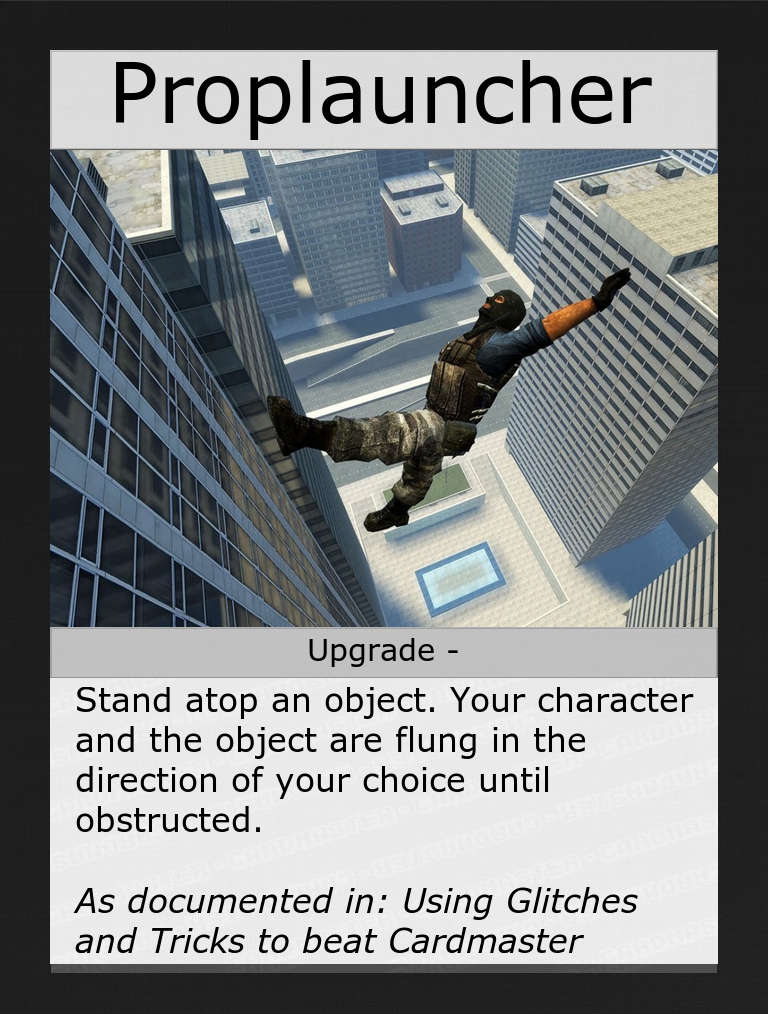 Proplauncher
Upgrade -
Stand atop an object. Your character
and the object are flung in the
direction of your choice until
obstructed.
As documented in: Using Glitches
and Tricks to beat Cardmaster